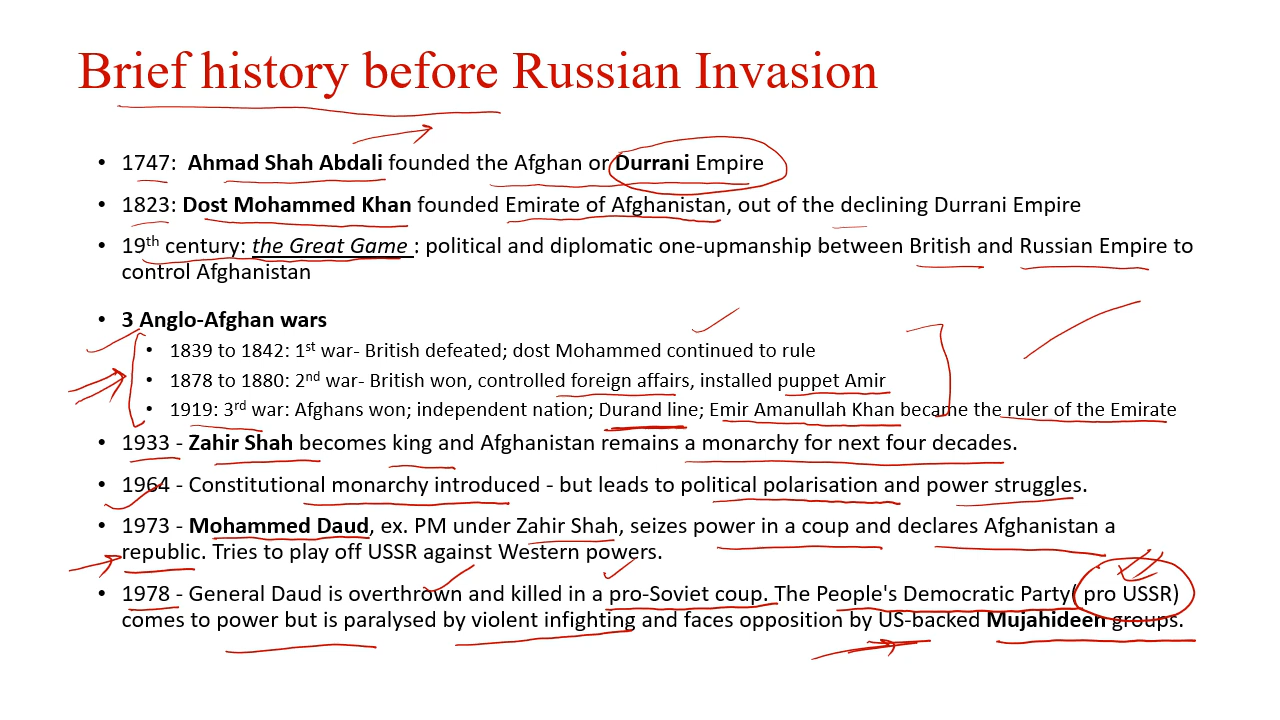 Brief history before Russian Invasion
• 1747: Ahmad Shah Abdali founded the Afghan or Durrani Empire
• 1823: Dost Mohammed Khan founded Emirate of Afghanistan, out of the declining Durrani Empire
• 19th century: the Great Game : political and diplomatic one-upmanship between British and Russian Empire to
control Afghanistan
• 3 Anglo-Afghan wars
• 1839 to 1842: 1st war- British defeated; dost Mohammed continued to rule
• 1878 to 1880: 2nd war- British won, controlled foreign affairs, installed puppet Amir
• 1919: 3rd war: Afghans won; independent nation; Durand line; Emir Amanullah Khan became the ruler of the Emirate
• 1933 - Zahir Shah becomes king and Afghanistan remains a monarchy for next four decades.
• 1964 - Constitutional monarchy introduced - but leads to political polarisation and power struggles.
• 1973 - Mohammed Daud, ex. PM under Zahir Shah, seizes power in a coup and declares Afghanistan a
republic. Tries to play off USSR against Western powers.
• 1978 - General Daud is overthrown and killed in a pro-Soviet coup. The People's Democratic Party( pro USSR)
comes to power but is paralysed by violent infighting and faces opposition by US-backed Mujahideen groups.